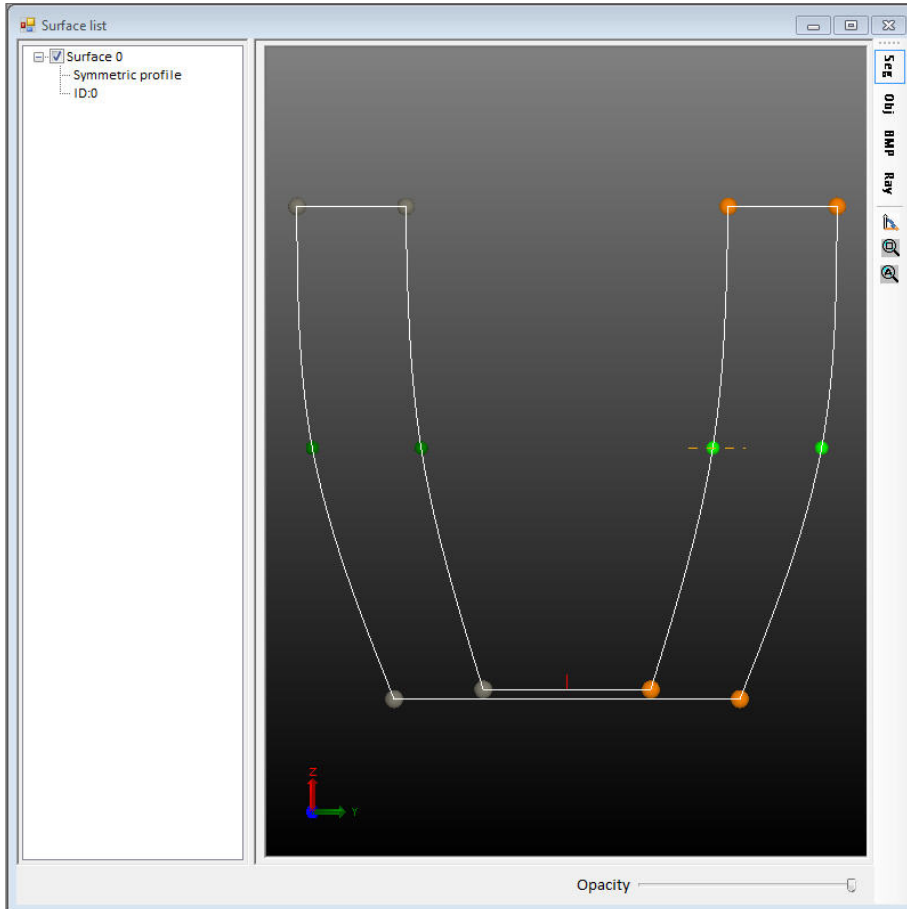 Surface list
Surface 0
Symmetric profile
ID:0
Seg
Obj
BMP
Ray
Z
Y
Opacity